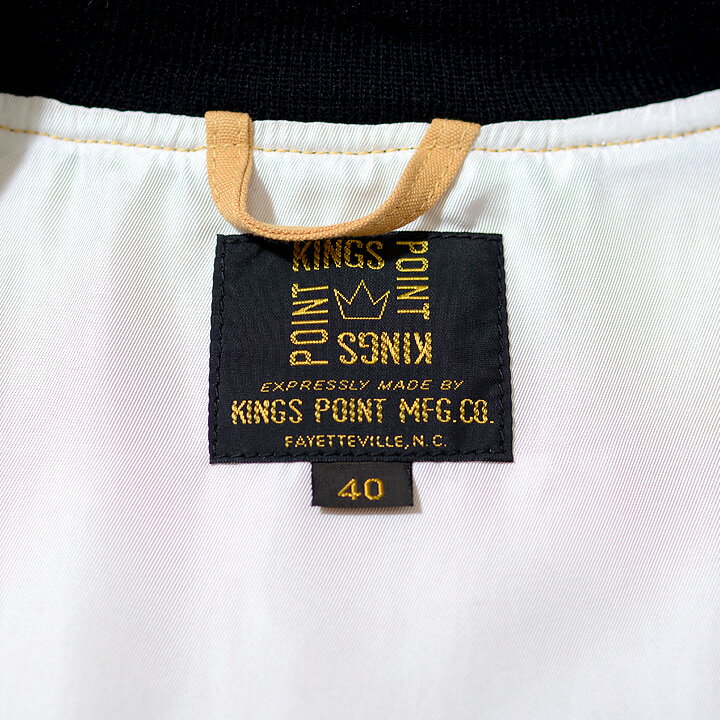 KINGS
POINT
POINT
KINGS
EXPRESSLY MADE BY
KINGS POINT MFG.CO.
FAYETTEVILLE, N.C.
40